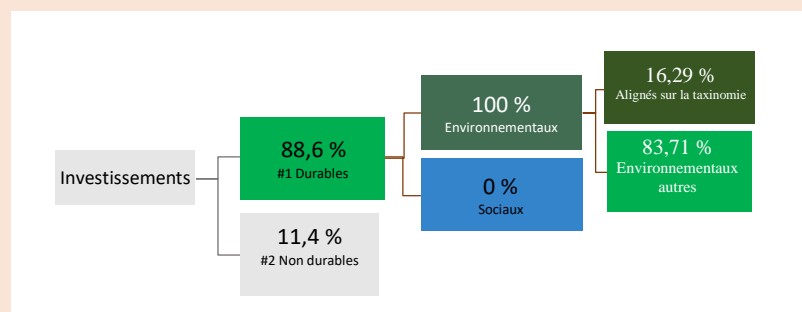 Investissements
88,6 %
#1 Durables
11,4 %
#2 Non durables
100 %
Environnementaux
0 %
Sociaux
16,29 %
Alignés sur la taxinomie
83,71 %
Environnementaux
autres